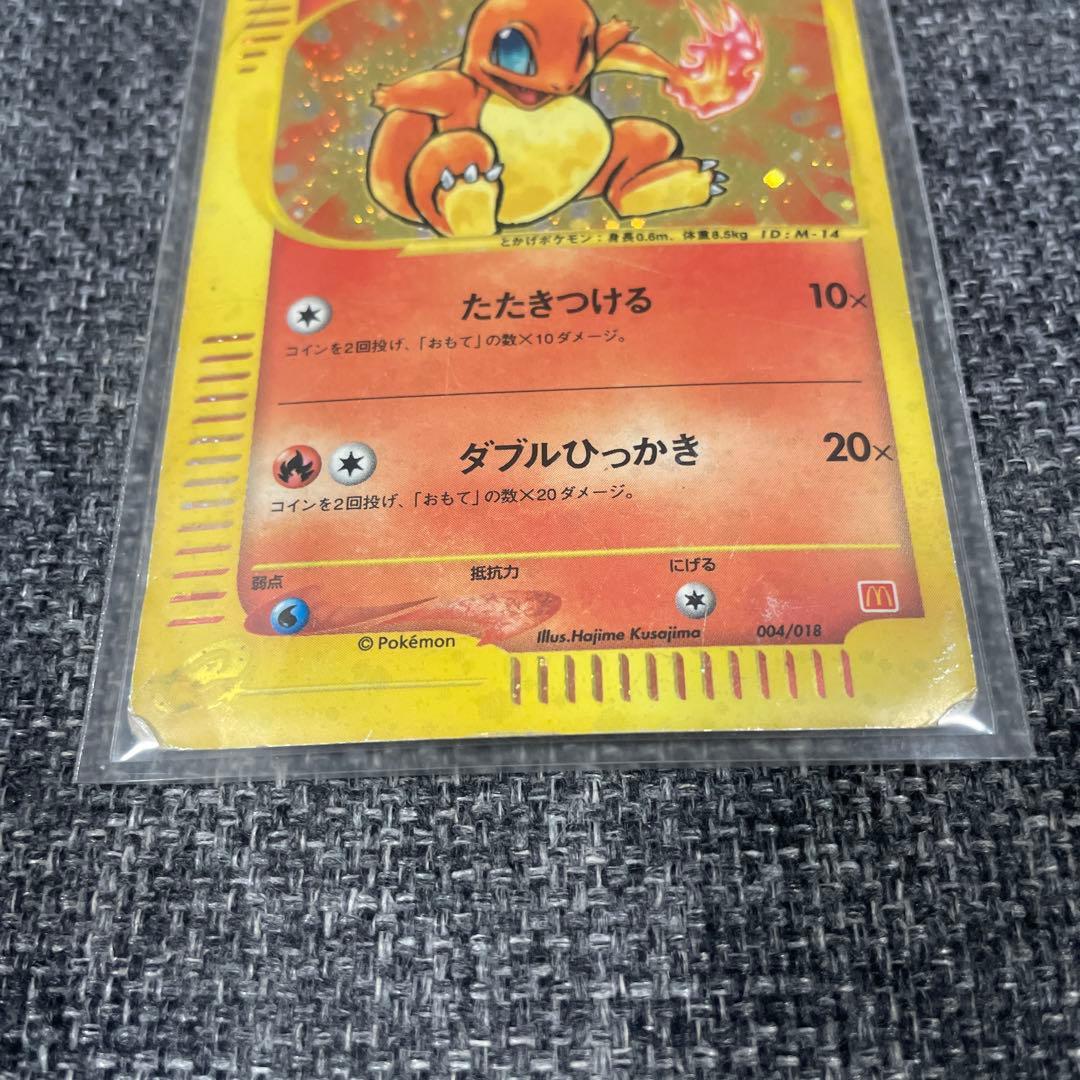 とかげポケモン：身長0.6m、体重8.5kg ID:M-14
たたきつける 10×
コインを2回投げ、「おもて」の数×10ダメージ。
ダブルひっかき 20×
コインを2回投げ、「おもて」の数×20ダメージ。
弱点 抵抗力 にげる
© Pokémon Illus.Hajime Kusajima 004/018